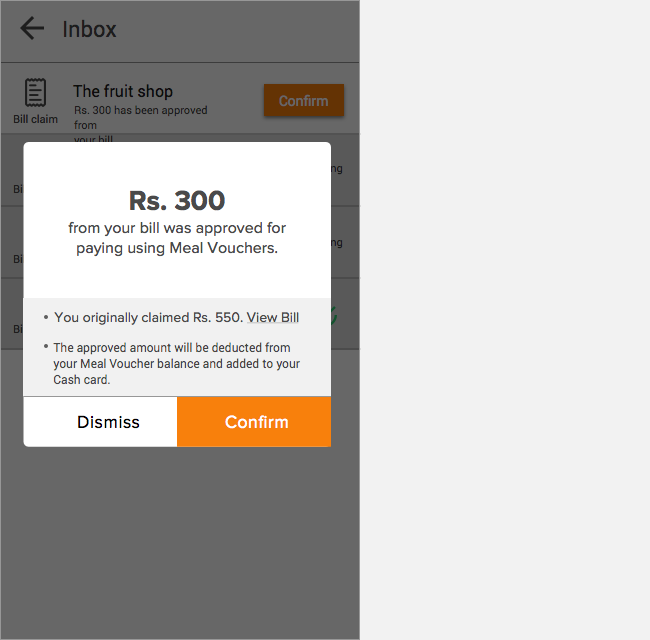 Inbox
The fruit shop
Rs. 300 has been approved
from
your bill
Confirm
Bill claim
Rs. 300
from your bill was approved for
paying using Meal Vouchers.
• You originally claimed Rs. 550. View Bill
• The approved amount will be deducted from
your Meal Voucher balance and added to your
Cash card.
Dismiss
Confirm